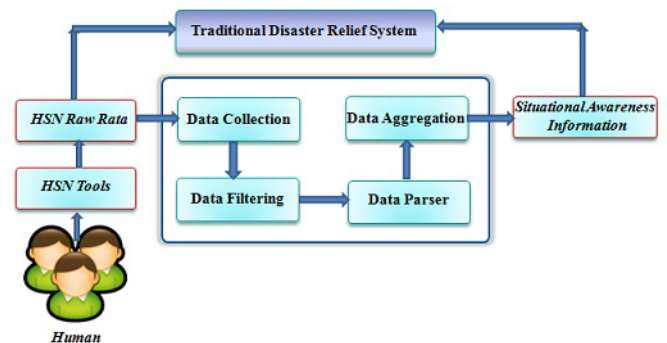 Traditional Disaster Relief System
HSN Raw Rata
Data Collection
Data Aggregation
Situational Awareness
Information
HSN Tools
Data Filtering
Data Parser
Human